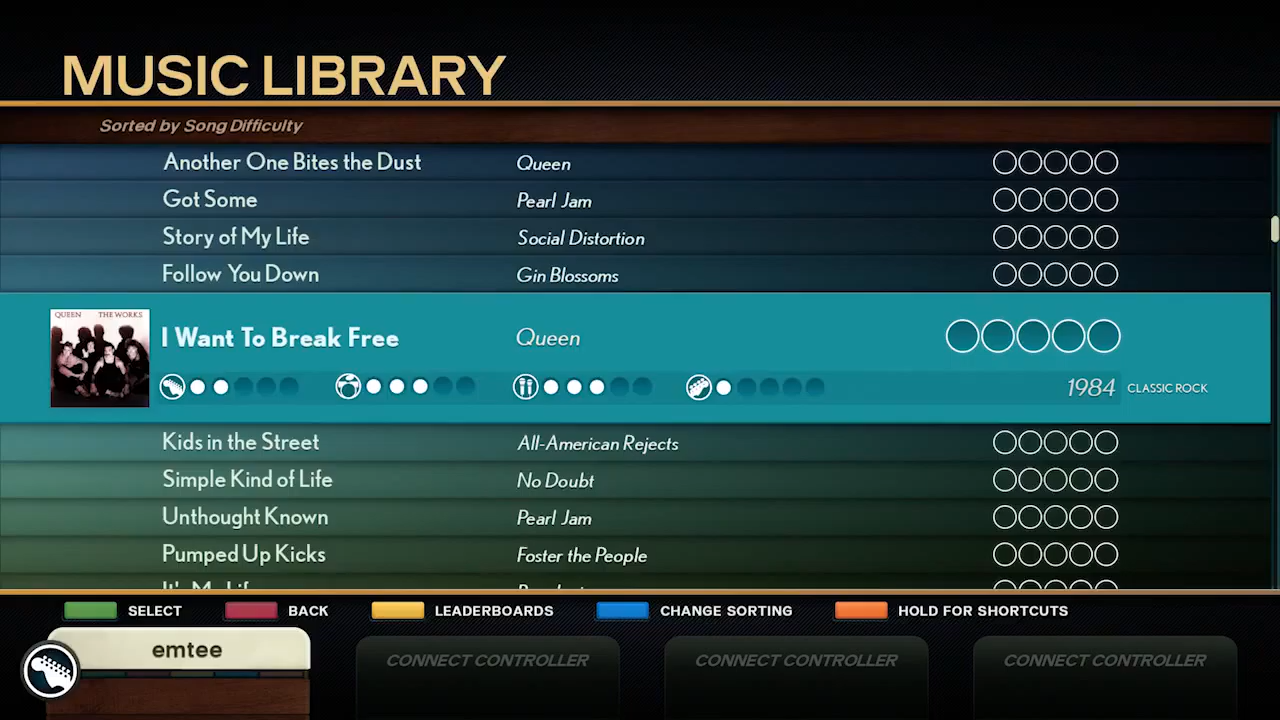 MUSIC LIBRARY
Sorted by Song Difficulty
Another One Bites the Dust Queen
Got Some Pearl Jam
Story of My Life Social Distortion
Follow You Down Gin Blossoms
QUEEN THE WORKS
I Want To Break Free Queen
1984 CLASSIC ROCK
Kids in the Street All-American Rejects
Simple Kind of Life No Doubt
Unthought Known Pearl Jam
Pumped Up Kicks Foster the People
SELECT BACK LEADERBOARDS CHANGE SORTING HOLD FOR SHORTCUTS
emtee CONNECT CONTROLLER CONNECT CONTROLLER CONNECT CONTROLLER